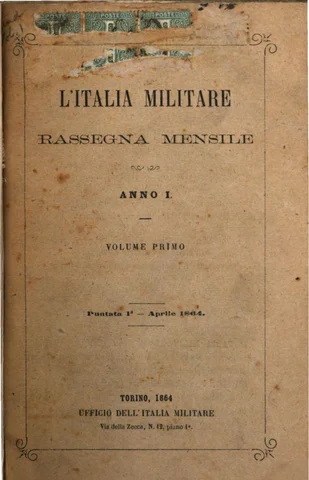 L'ITALIA MILITARE
RASSEGNA MENSILE
ANNO I.
VOLUME PRIMO
Puntata Iª — Aprile 1864.
TORINO, 1864
UFFICIO DELL'ITALIA MILITARE
Via della Zecca, N. 12, piano 1º.